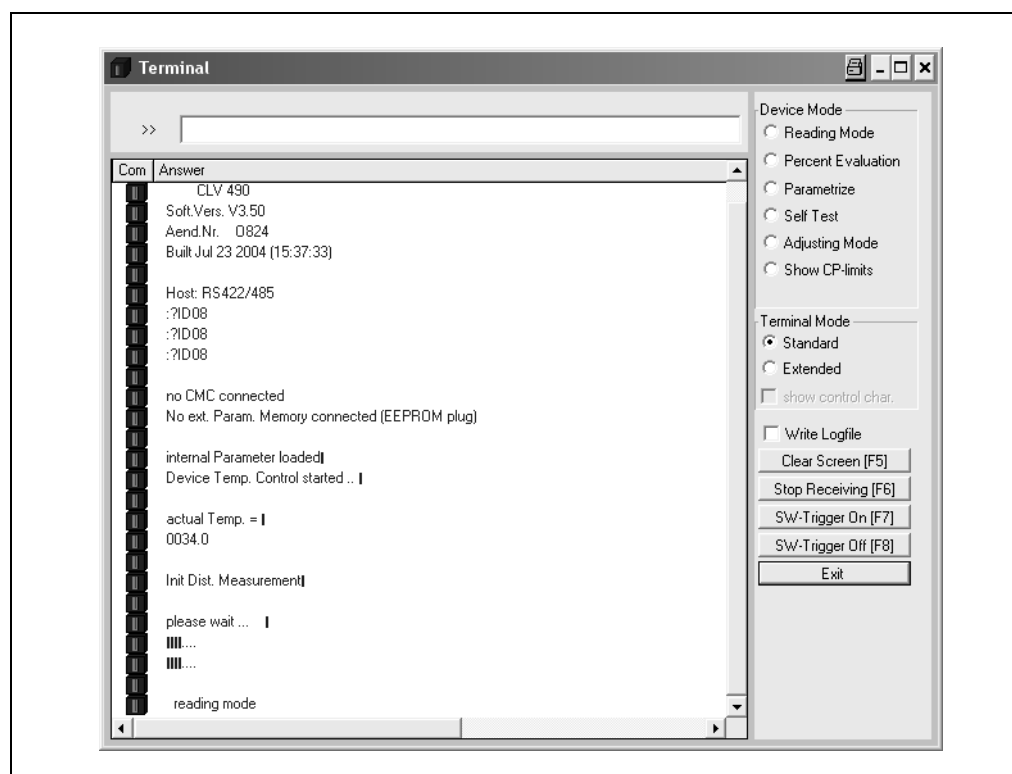 Terminal
>>
Com Answer
CLV 490
Soft.Vers. V3.50
Aend.Nr. 0824
Built Jul 23 2004 (15:37:33)
Host: RS422/485
:?ID08
:?ID08
:?ID08
no CMC connected
No ext. Param. Memory connected (EEPROM plug)
internal Parameter loaded
Device Temp. Control started ..
actual Temp. =
0034.0
Init Dist. Measurement
please wait ...
....
....
reading mode
Device Mode
Reading Mode
Percent Evaluation
Parametrize
Self Test
Adjusting Mode
Show CP-limits
Terminal Mode
Standard
Extended
show control char.
Write Logfile
Clear Screen [F5]
Stop Receiving [F6]
SW-Trigger On [F7]
SW-Trigger Off [F8]
Exit